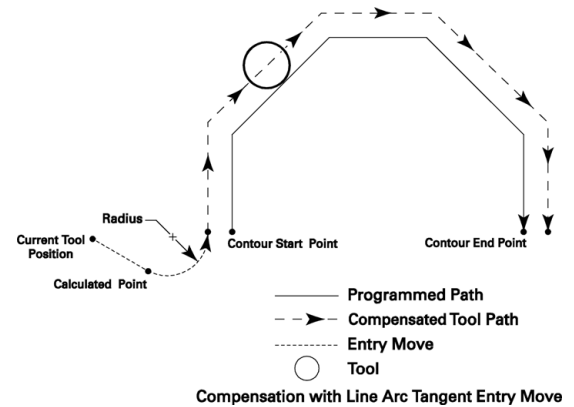 Radius
Current Tool
Position
Contour Start Point
Contour End Point
Calculated Point
Programmed Path
Compensated Tool Path
Entry Move
Tool
Compensation with Line Arc Tangent Entry Move